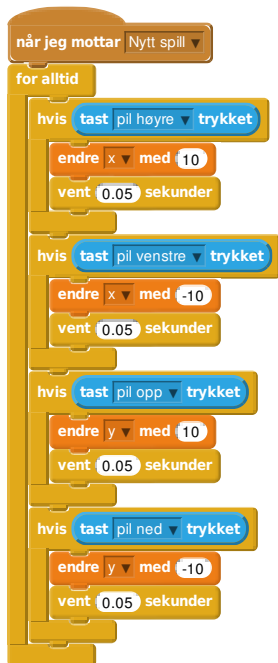 når jeg mottar Nytt spill
for alltid
hvis tast pil høyre trykket
endre x med 10
vent 0.05 sekunder
hvis tast pil venstre trykket
endre x med -10
vent 0.05 sekunder
hvis tast pil opp trykket
endre y med 10
vent 0.05 sekunder
hvis tast pil ned trykket
endre y med -10
vent 0.05 sekunder